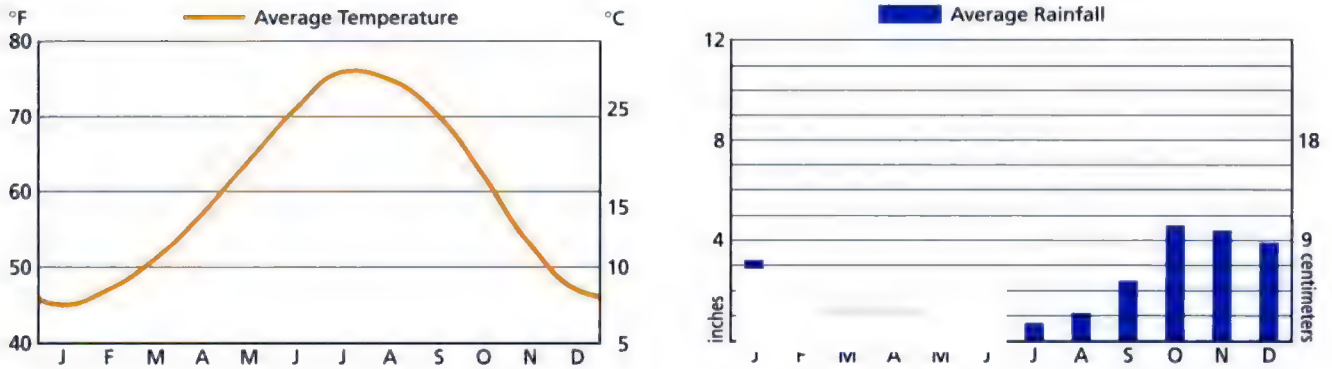 °F Average Temperature °C
80
70
60
50
40
25
15
10
5
J F M A M J J A S O N D
Average Rainfall
12
8
4
inches
18
9
centimeters
J F M A M J J A S O N D